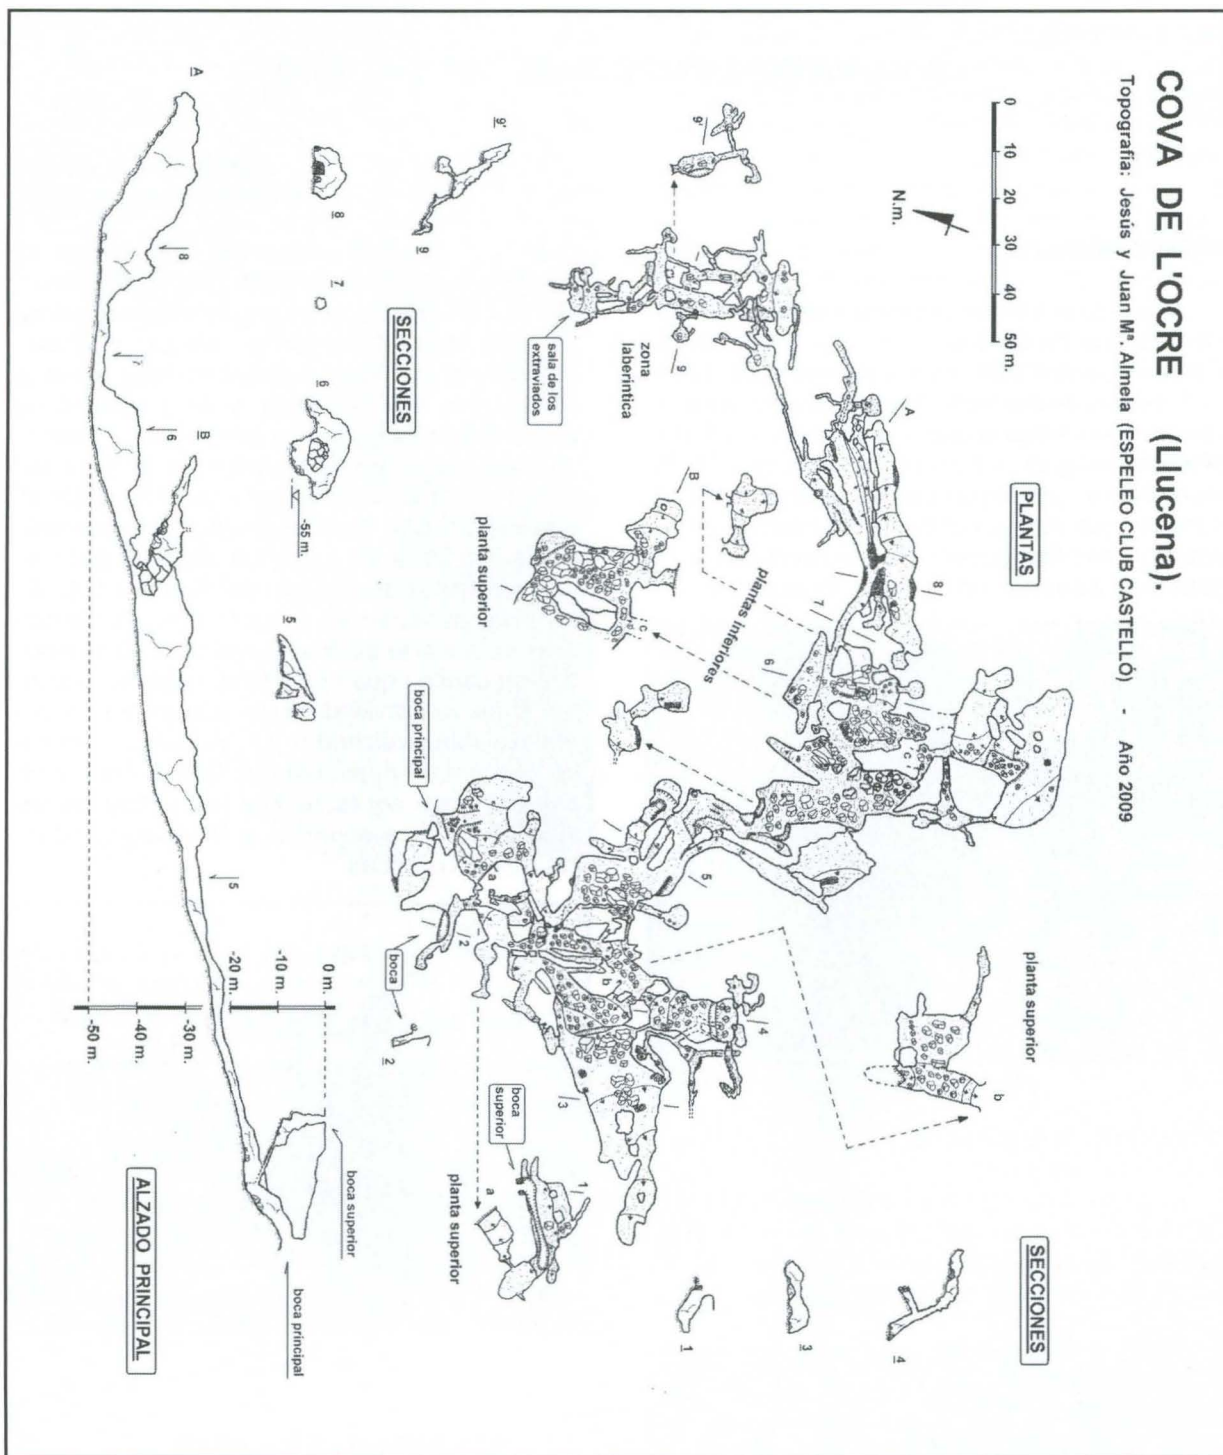 COVA DE L'OCRE (Llucena).
Topografía: Jesús y Juan Mª. Almela (ESPELEO CLUB CASTELLÓ) - Año 2009
0 10 20 30 40 50 m.
N.m.
PLANTAS
SECCIONES
9'
9
zona
laberintica
sala de los
extraviados
A
8
7
6
c
5
4
3
b
2
a
plantas inferiores
B
c
planta superior
planta superior
b
boca principal
boca
boca
superior
1
a
planta superior
4
3
1
2
SECCIONES
9'
9
8
7
6
-55 m.
5
A
8
7
6
B
5
0 m.
-10 m.
-20 m.
-30 m.
-40 m.
-50 m.
boca superior
boca principal
ALZADO PRINCIPAL